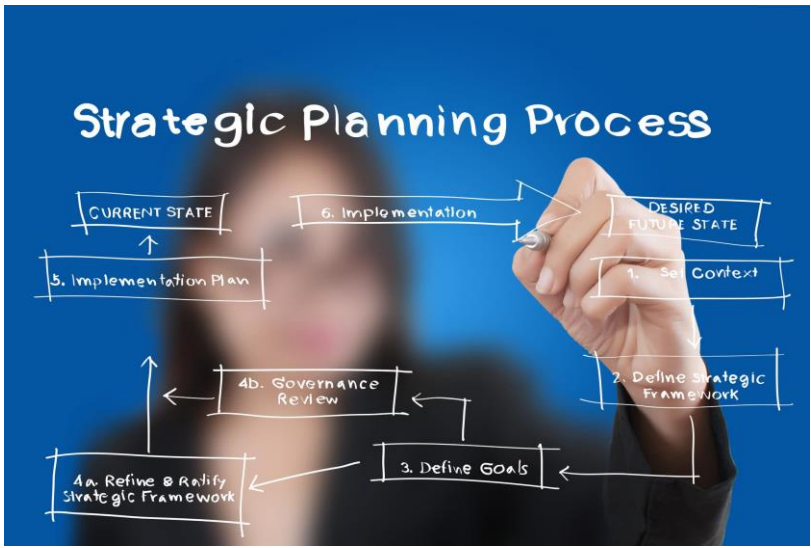 Strategic Planning Process
CURRENT STATE
6. Implementation
DESIRED
FUTURE STATE
5. Implementation Plan
1. Set Context
4b. Governance
Review
2. Define Strategic
Framework
4a. Refine & Ratify
Strategic Framework
3. Define Goals